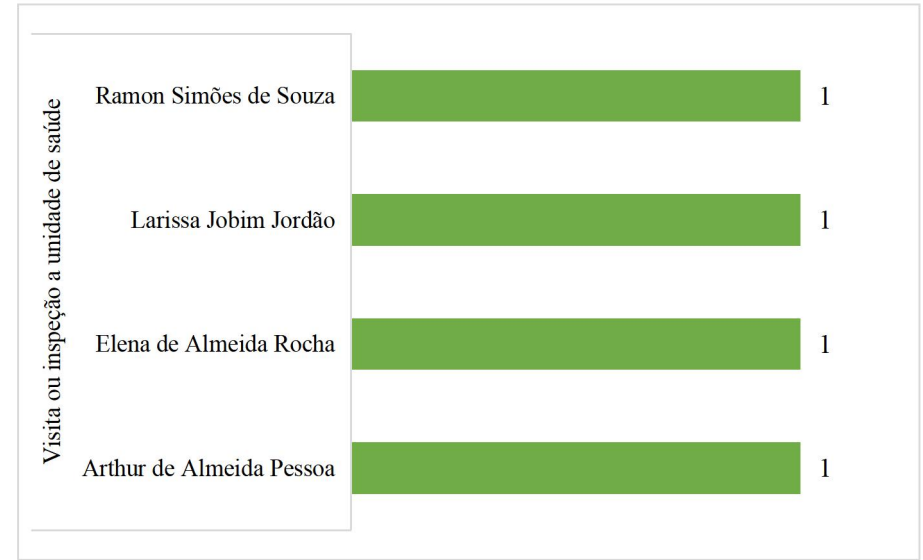 Visita ou inspeção a unidade de saúde
Ramon Simões de Souza
1
Larissa Jobim Jordão
1
Elena de Almeida Rocha
1
Arthur de Almeida Pessoa
1